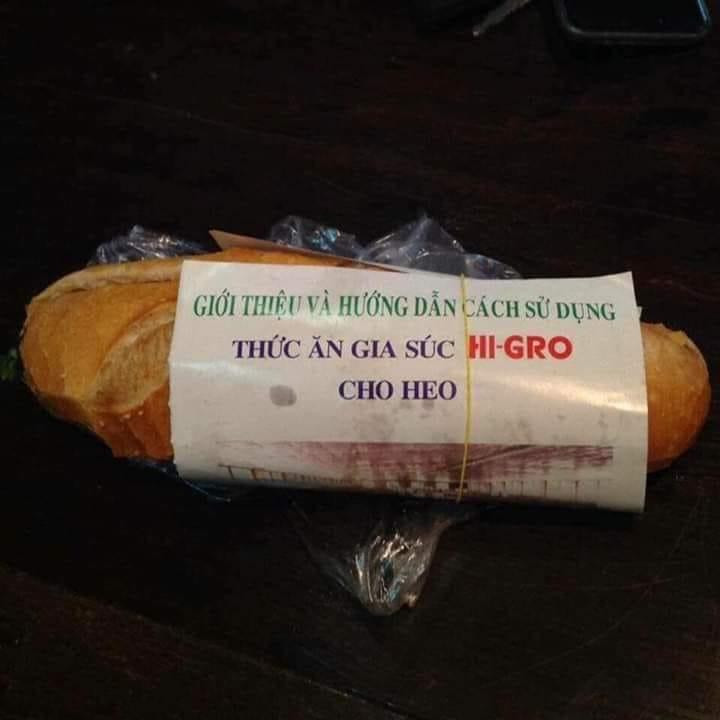 GIỚI THIỆU VÀ HƯỚNG DẪN CÁCH SỬ DỤNG
THỨC ĂN GIA SÚC HI-GRO
CHO HEO